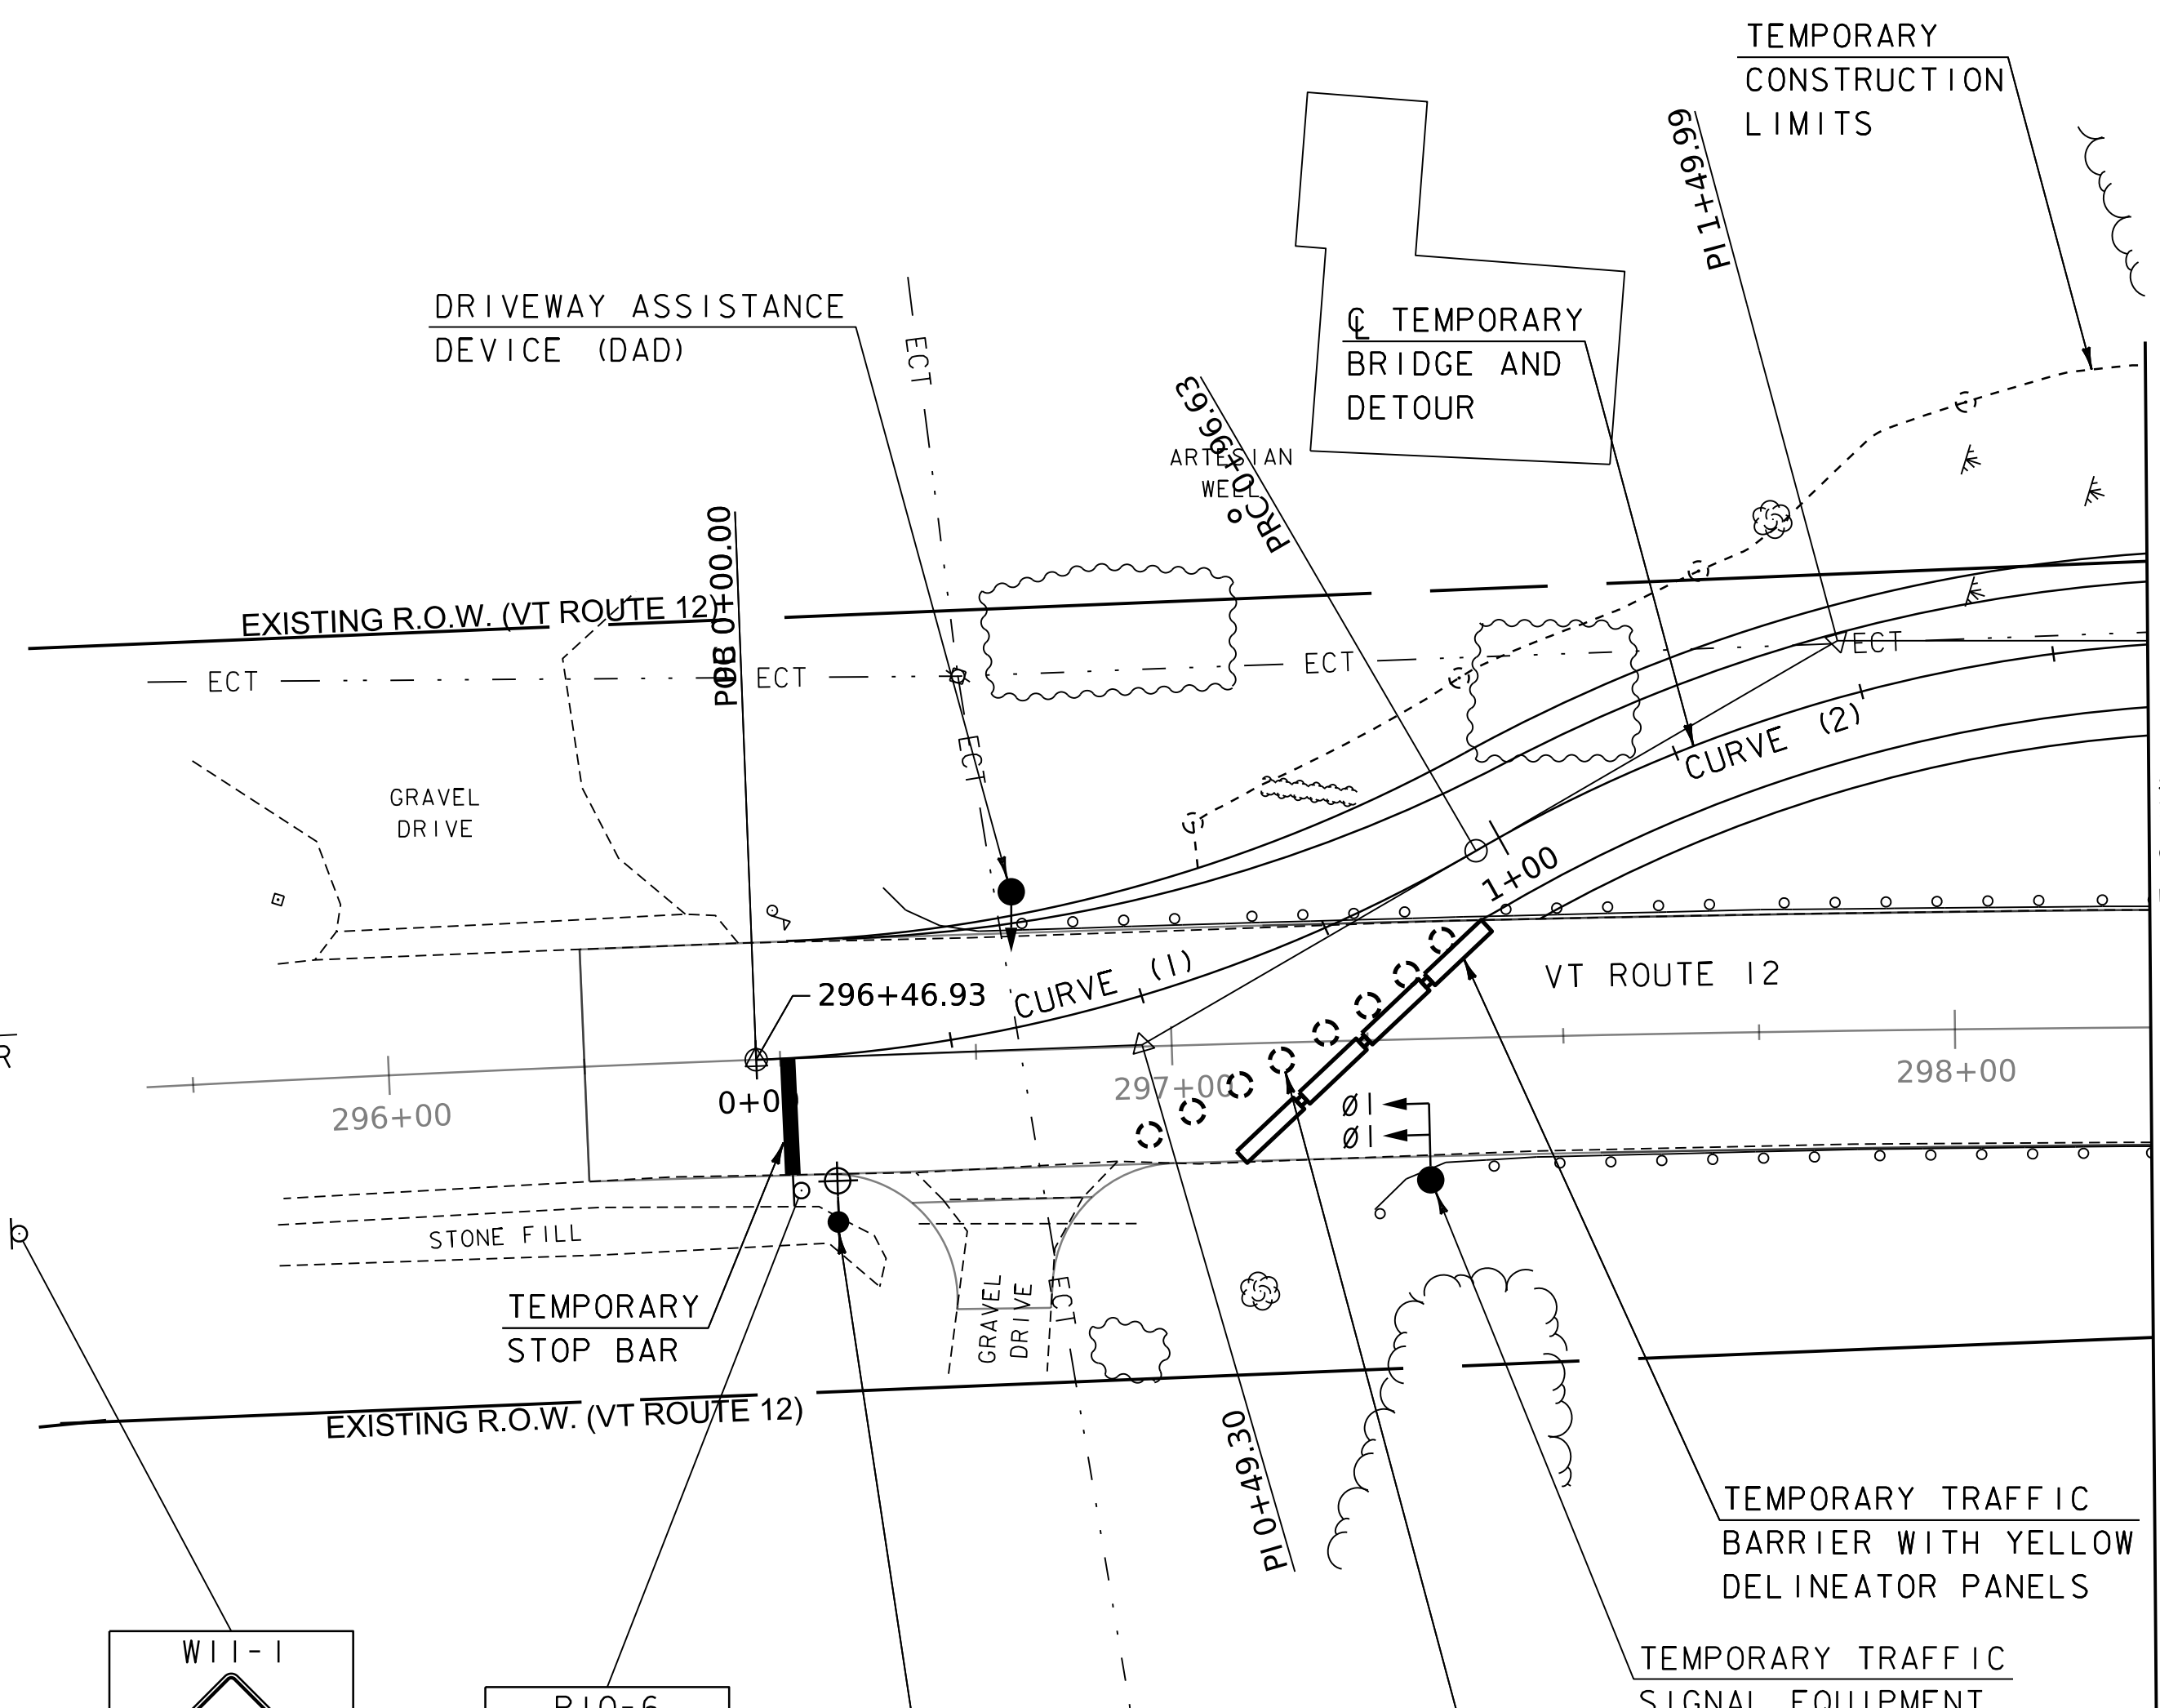 TEMPORARY
CONSTRUCTION
LIMITS
PI 1+49.99
DRIVEWAY ASSISTANCE
DEVICE (DAD)
ECT
℄ TEMPORARY
BRIDGE AND
DETOUR
PRC 0+96.63
ARTESIAN
WELL
0+00.00
EXISTING R.O.W. (VT ROUTE 12)
ECT
ECT
ECT
ECT
ECT
CURVE (2)
GRAVEL
DRIVE
1+00
CURVE (1)
296+46.93
VT ROUTE 12
296+00
0+0
297+00
298+00
Ø1
Ø1
STONE FILL
GRAVEL
DRIVE
ECT
TEMPORARY
STOP BAR
EXISTING R.O.W. (VT ROUTE 12)
PI 0+49.30
TEMPORARY TRAFFIC
BARRIER WITH YELLOW
DELINEATOR PANELS
W11-1
R10-6
TEMPORARY TRAFFIC
SIGNAL EQUIPMENT